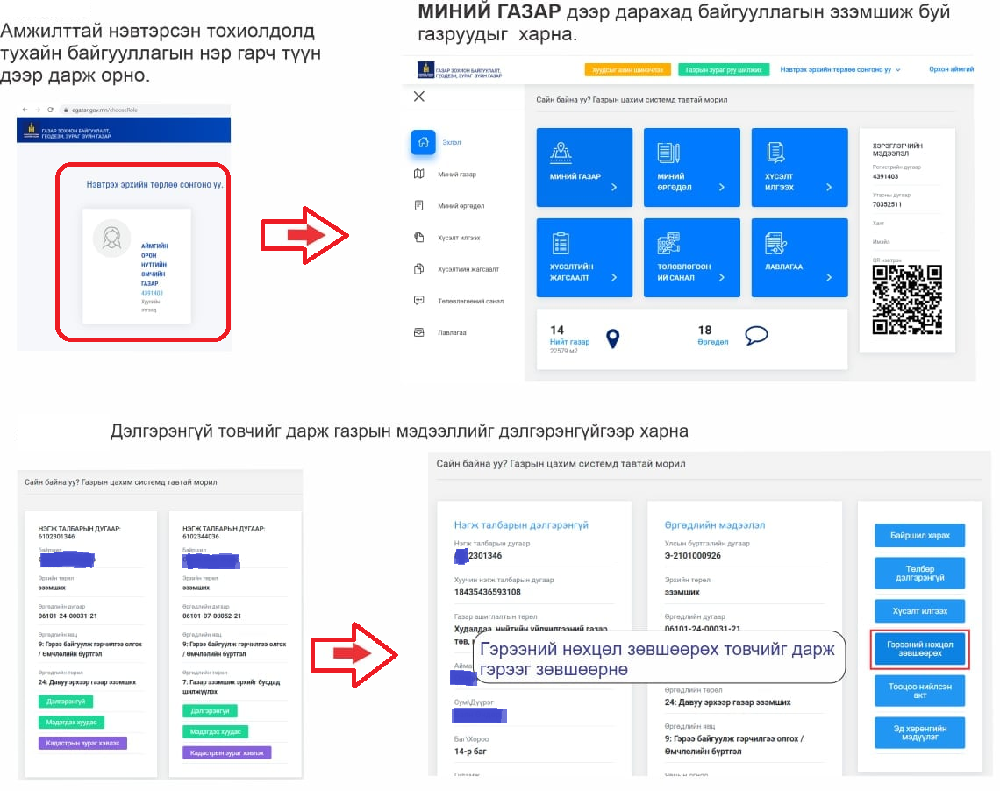 Амжилттай нэвтэрсэн тохиолдолд
тухайн байгууллагын нэр гарч түүн
дээр дарж орно.
egazar.gov.mn/chooseRole
ГАЗАР ЗОХИОН БАЙГУУЛАЛТ,
ГЕОДЕЗИ, ЗУРАГ ЗҮЙН ГАЗАР
Нэвтрэх эрхийн төрлөө сонгоно уу.
АЙМГИЙН
ОРОН
НУТГИЙН
ӨМЧИЙН
ГАЗАР
4391403
Хуулийн
этгээд
МИНИЙ ГАЗАР дээр дарахад байгууллагын эзэмшиж буй
газруудыг харна.
ГАЗАР ЗОХИОН БАЙГУУЛАЛТ,
ГЕОДЕЗИ, ЗУРАГ ЗҮЙН ГАЗАР
Хуудсыг ахин шинэчлэх
Газрын зураг руу шилжих
Нэвтрэх эрхийн төрлөө сонгоно уу
Орхон аймгий
Эхлэл
Миний газар
Миний өргөдөл
Хүсэлт илгээх
Хүсэлтийн жагсаалт
Төлөвлөгөөний санал
Лавлагаа
Сайн байна уу? Газрын цахим системд тавтай морил
МИНИЙ ГАЗАР
МИНИЙ
ӨРГӨДӨЛ
ХҮСЭЛТ
ИЛГЭЭХ
ХҮСЭЛТИЙН
ЖАГСААЛТ
ТӨЛӨВЛӨГӨӨН
ИЙ САНАЛ
ЛАВЛАГАА
14
Нийт газар
22579 м2
18
Өргөдөл
ХЭРЭГЛЭГЧИЙН
МЭДЭЭЛЭЛ
Регистрийн дугаар
4391403
Утасны дугаар
70352511
Хаяг
Имэйл
QR нэвтрэх
Дэлгэрэнгүй товчийг дарж газрын мэдээллийг дэлгэрэнгүйгээр харна
Сайн байна уу? Газрын цахим системд тавтай морил
НЭГЖ ТАЛБАРЫН ДУГААР:
6102301346
Байршил
Эрхийн төрөл
эзэмших
Өргөдлийн дугаар
06101-24-00031-21
Өргөдлийн явц
9: Гэрээ байгуулж гэрчилгээ олгох
/ Өмчлөлийн бүртгэл
Өргөдлийн төрөл
24: Давуу эрхээр газар эзэмших
Дэлгэрэнгүй
Мэдэгдэх хуудас
Кадастрын зураг хэвлэх
НЭГЖ ТАЛБАРЫН ДУГААР:
6102344036
Байршил
Эрхийн төрөл
эзэмших
Өргөдлийн дугаар
06101-07-00052-21
Өргөдлийн явц
9: Гэрээ байгуулж гэрчилгээ олгох
/ Өмчлөлийн бүртгэл
Өргөдлийн төрөл
7: Газар эзэмших эрхийг бусдад
шилжүүлэх
Дэлгэрэнгүй
Мэдэгдэх хуудас
Кадастрын зураг хэвлэх
Сайн байна уу? Газрын цахим системд тавтай морил
Нэгж талбарын дэлгэрэнгүй
Нэгж талбарын дугаар
2301346
Хуучин нэгж талбарын дугаар
18435436593108
Газар ашиглалтын төрөл
Худалдаа, нийтийн үйлчилгээний газар,
төв,
Айма
Сум\Дүүрэг
Баг\Хороо
14-р баг
Гудамж
Өргөдлийн мэдээлэл
Улсын бүртгэлийн дугаар
Э-2101000926
Эрхийн төрөл
эзэмших
Өргөдлийн дугаар
06101-24-00031-21
Гэрээний нөхцөл зөвшөөрөх товчийг дарж
гэрээг зөвшөөрнө
Өргөдлийн төрөл
24: Давуу эрхээр газар эзэмших
Өргөдлийн явц
9: Гэрээ байгуулж гэрчилгээ олгох /
Өмчлөлийн бүртгэл
Явцын огноо
Байршил харах
Төлбөр
дэлгэрэнгүй
Хүсэлт илгээх
Гэрээний нөхцөл
зөвшөөрөх
Тооцоо нийлсэн
акт
Эд хөрөнгийн
мэдүүлэг